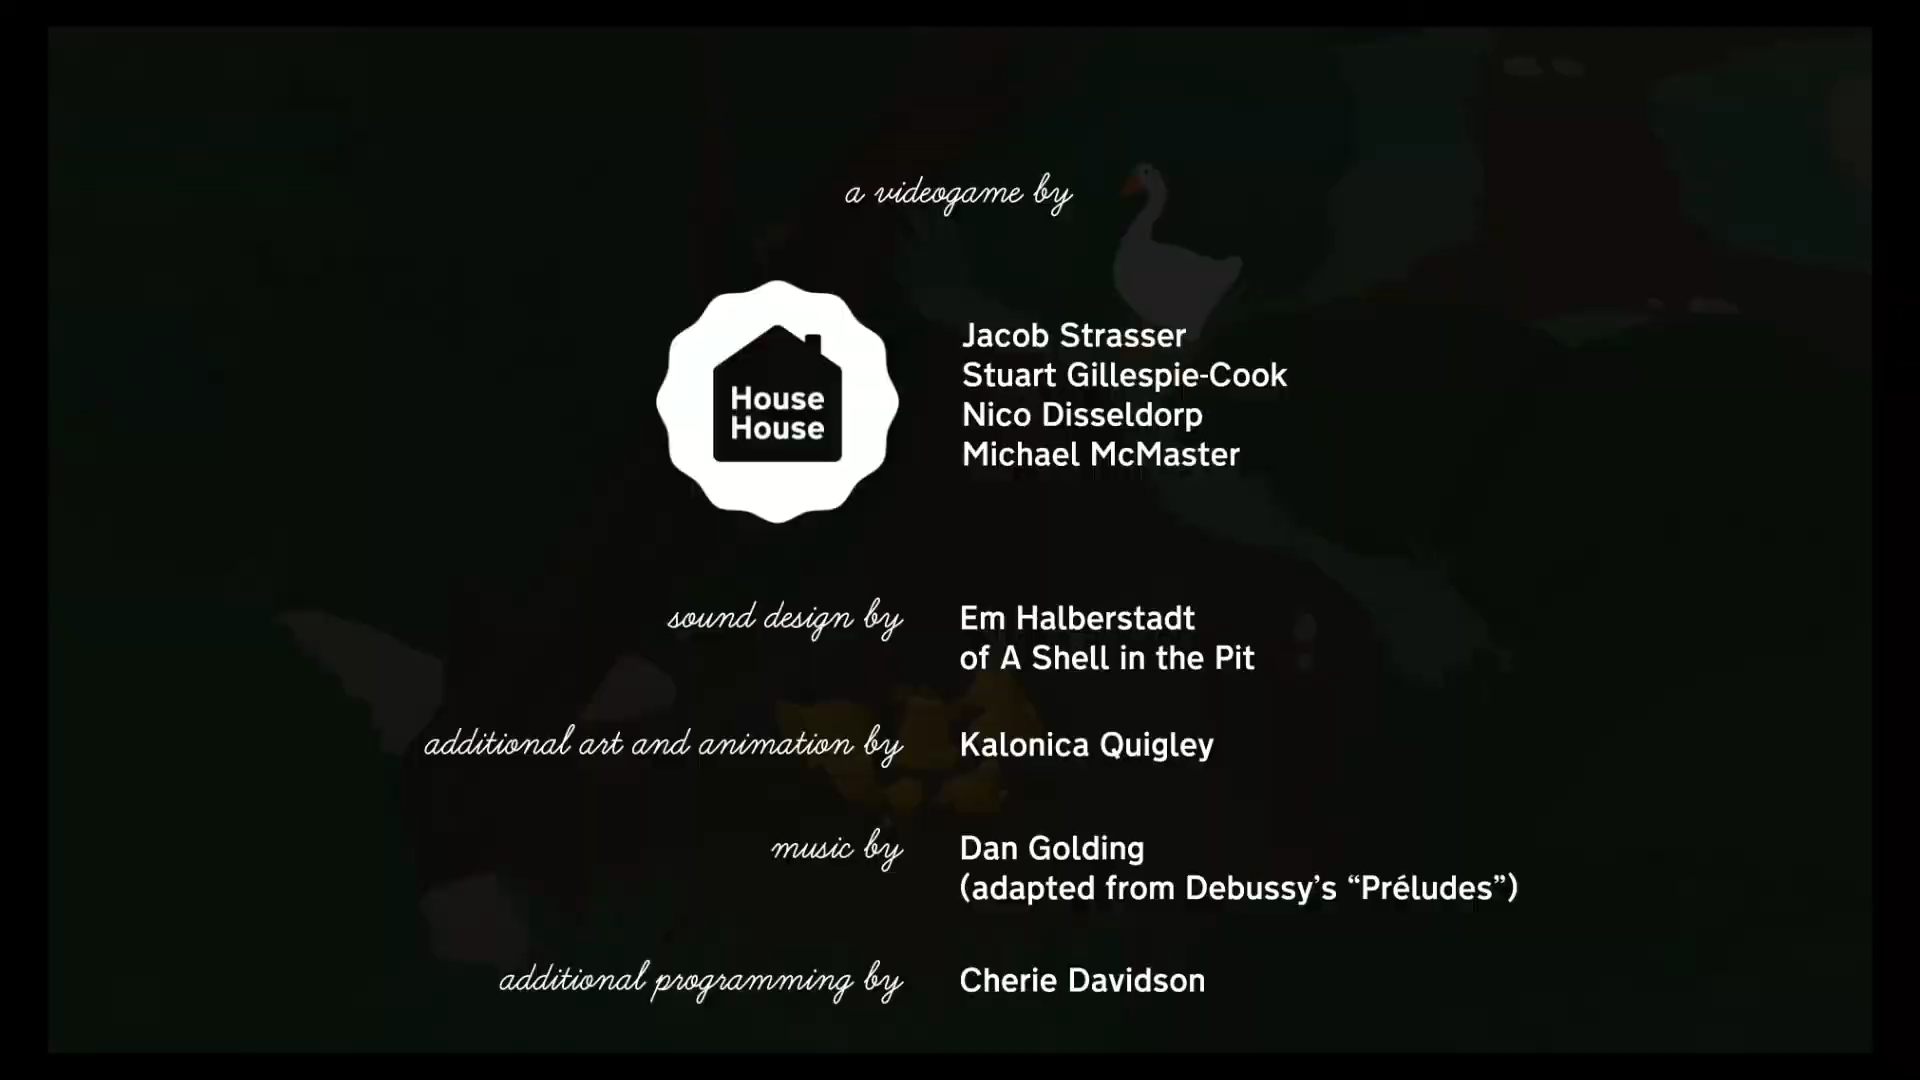 a videogame by
House
House
Jacob Strasser
Stuart Gillespie-Cook
Nico Disseldorp
Michael McMaster
sound design by
Em Halberstadt
of A Shell in the Pit
additional art and animation by
Kalonica Quigley
music by
Dan Golding
(adapted from Debussy’s “Préludes”)
additional programming by
Cherie Davidson